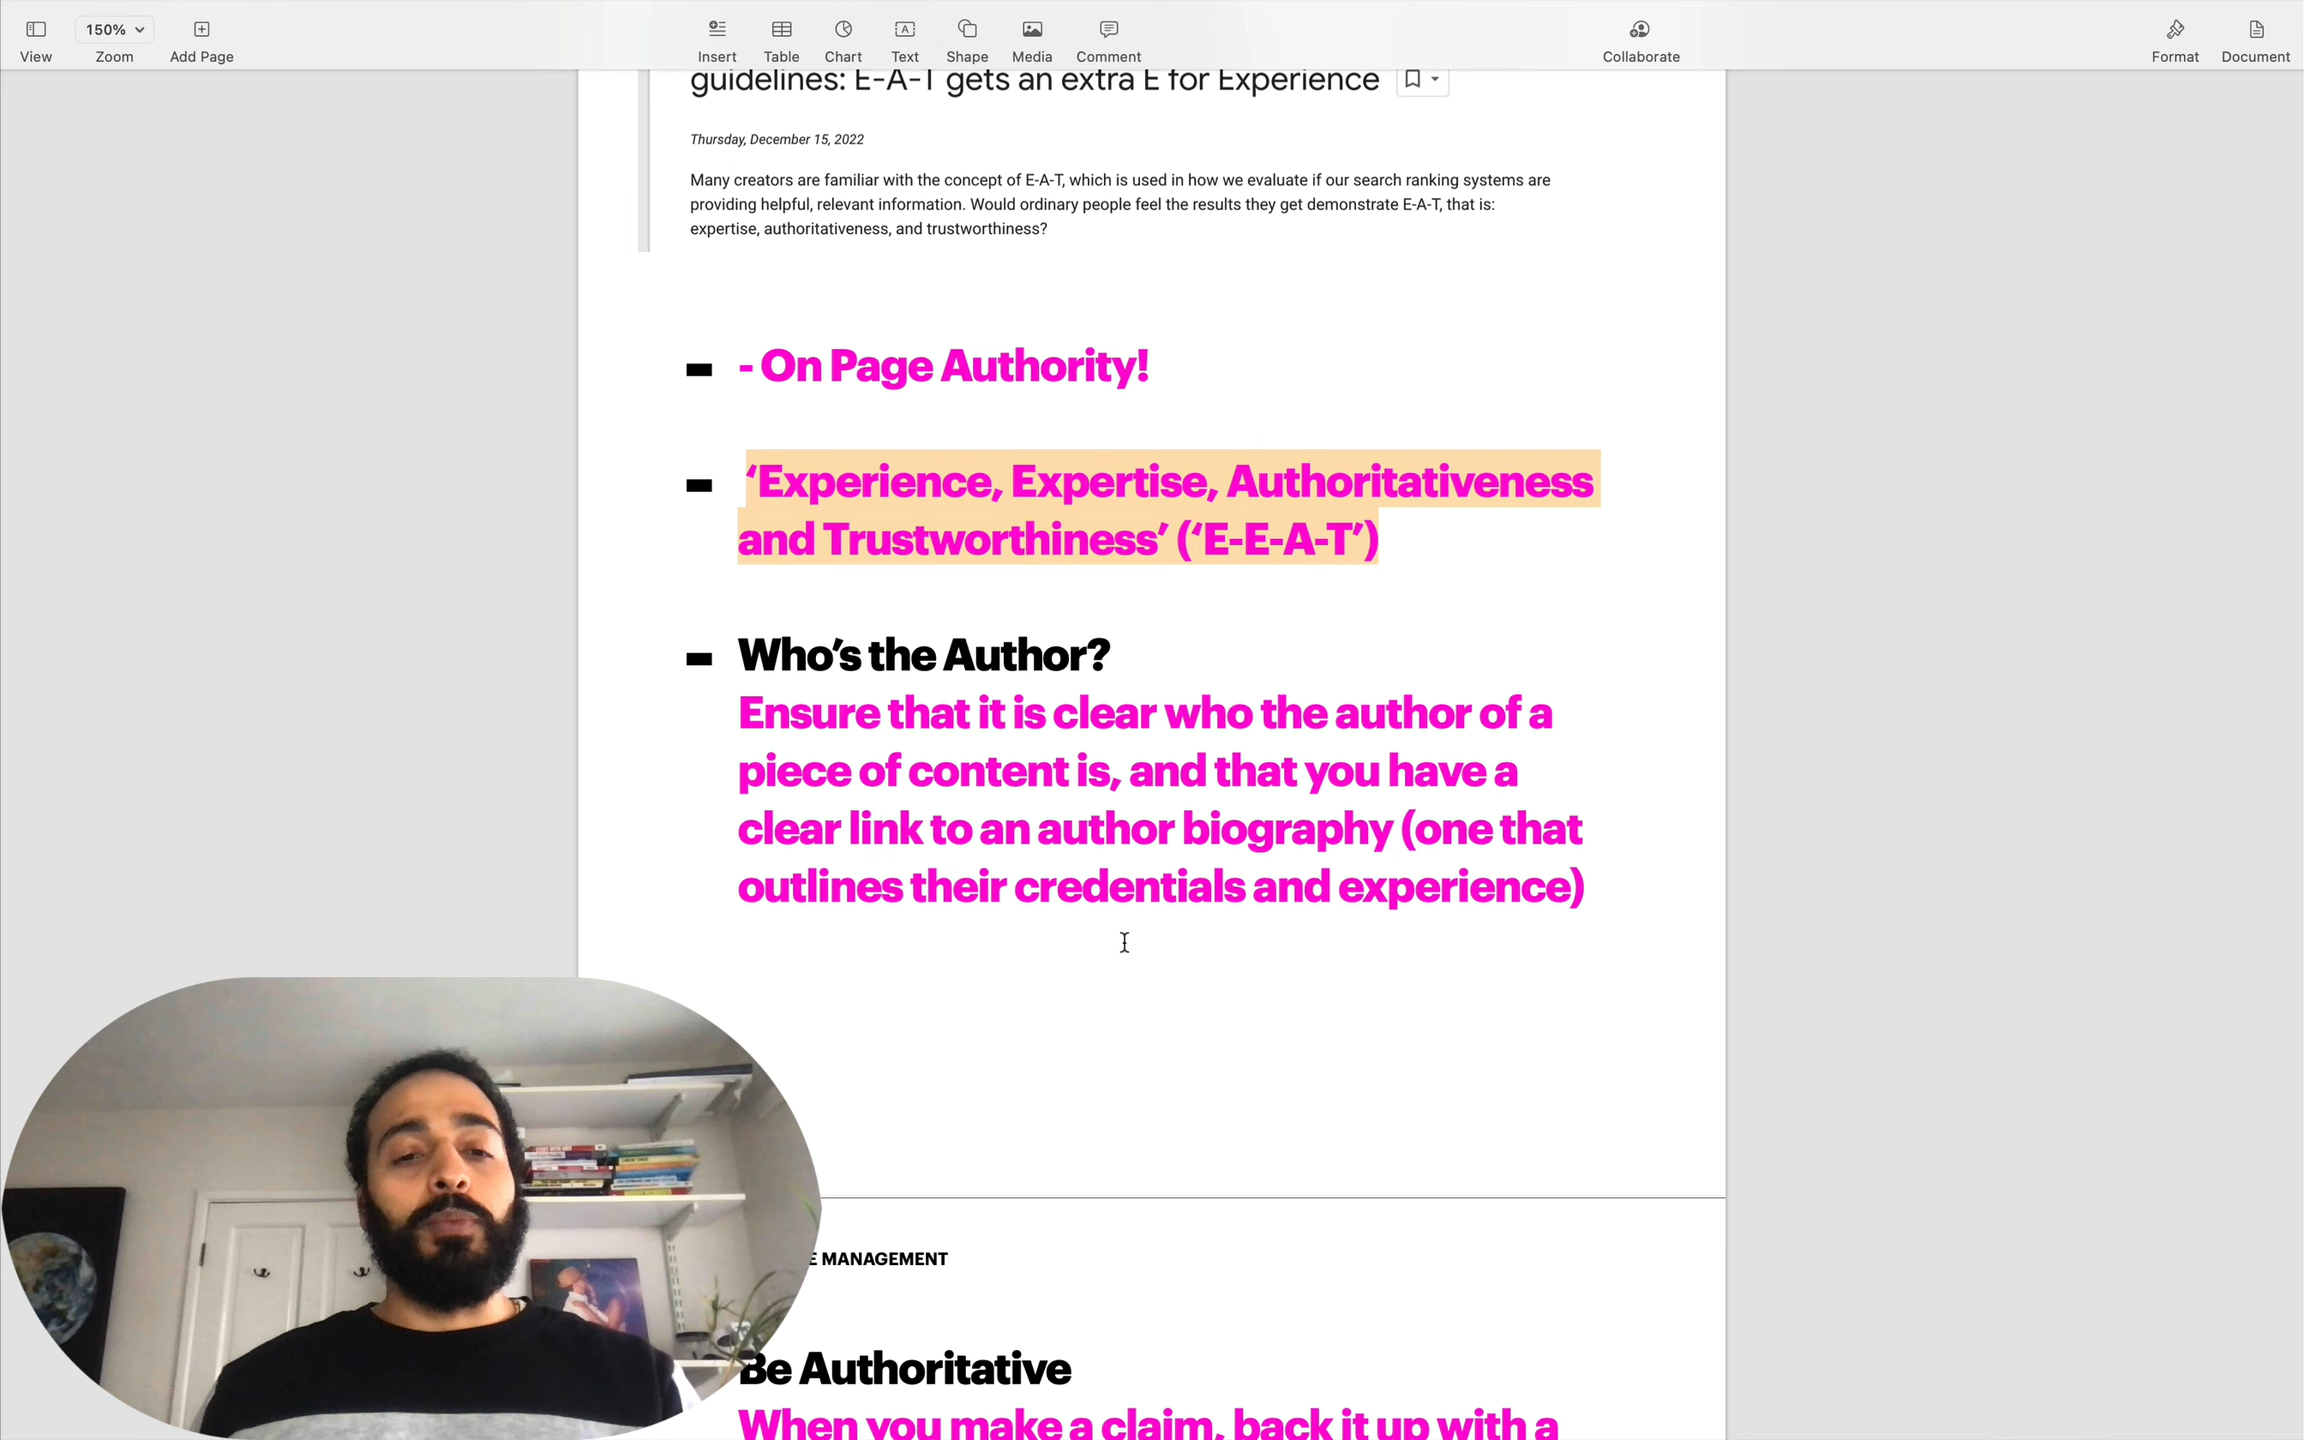 View
150%
Zoom
Add Page
Insert
Table
Chart
Text
Shape
Media
Comment
Collaborate
Format
Document
guidelines: E-A-T gets an extra E for Experience
Thursday, December 15, 2022
Many creators are familiar with the concept of E-A-T, which is used in how we evaluate if our search ranking systems are
providing helpful, relevant information. Would ordinary people feel the results they get demonstrate E-A-T, that is:
expertise, authoritativeness, and trustworthiness?
- - On Page Authority!
- ‘Experience, Expertise, Authoritativeness
and Trustworthiness’ (‘E-E-A-T’)
- Who’s the Author?
Ensure that it is clear who the author of a
piece of content is, and that you have a
clear link to an author biography (one that
outlines their credentials and experience)
E MANAGEMENT
Be Authoritative
When you make a claim, back it up with a